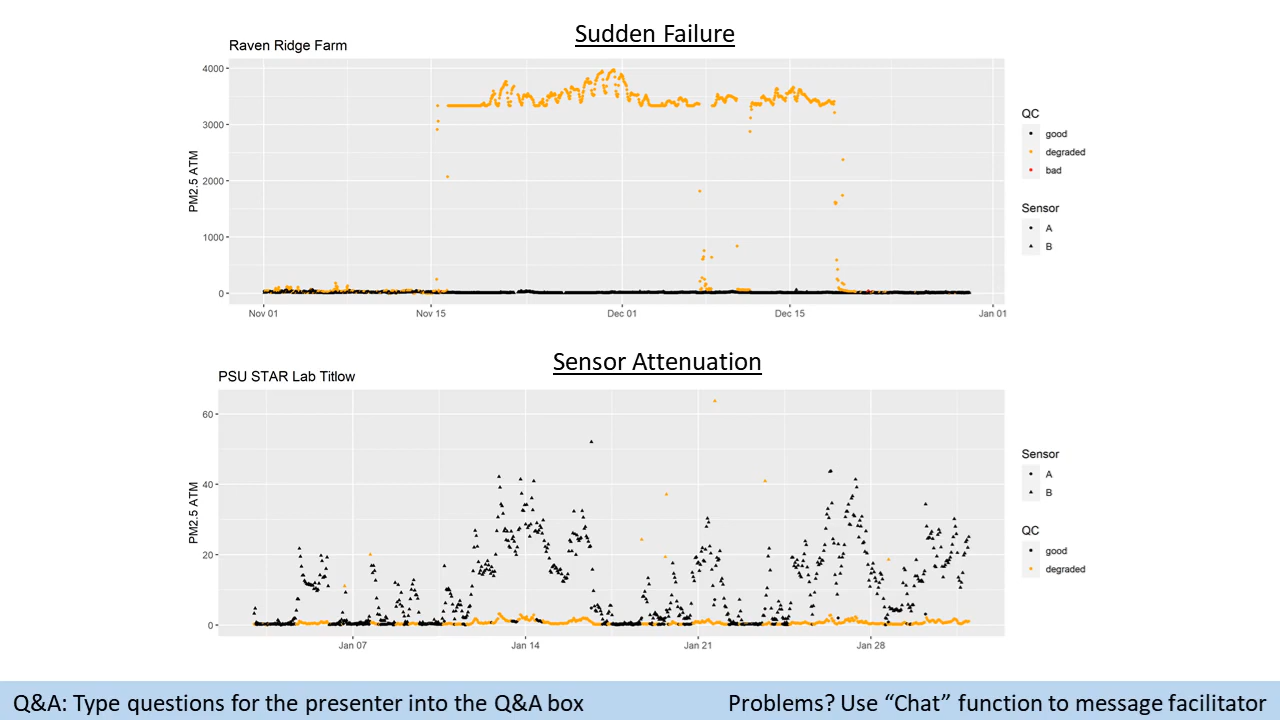 Sudden Failure
Raven Ridge Farm
4000
3000
2000
1000
0
PM2.5 ATM
Nov 01
Nov 15
Dec 01
Dec 15
Jan 01
QC
good
degraded
bad
Sensor
A
B
Sensor Attenuation
PSU STAR Lab Titlow
60
40
20
0
PM2.5 ATM
Jan 07
Jan 14
Jan 21
Jan 28
Sensor
A
B
QC
good
degraded
Q&A: Type questions for the presenter into the Q&A box
Problems? Use “Chat” function to message facilitator